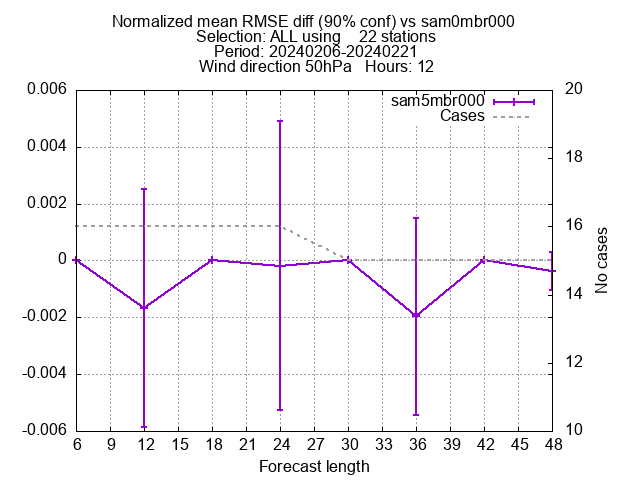 Normalized mean RMSE diff (90% conf) vs sam0mbr000
Selection: ALL using    22 stations
Period: 20240206-20240221
Wind direction 50hPa   Hours: 12
sam5mbr000
Cases
0.006
0.004
0.002
0
-0.002
-0.004
-0.006
20
18
16
14
12
10
No cases
6 9 12 15 18 21 24 27 30 33 36 39 42 45 48
Forecast length